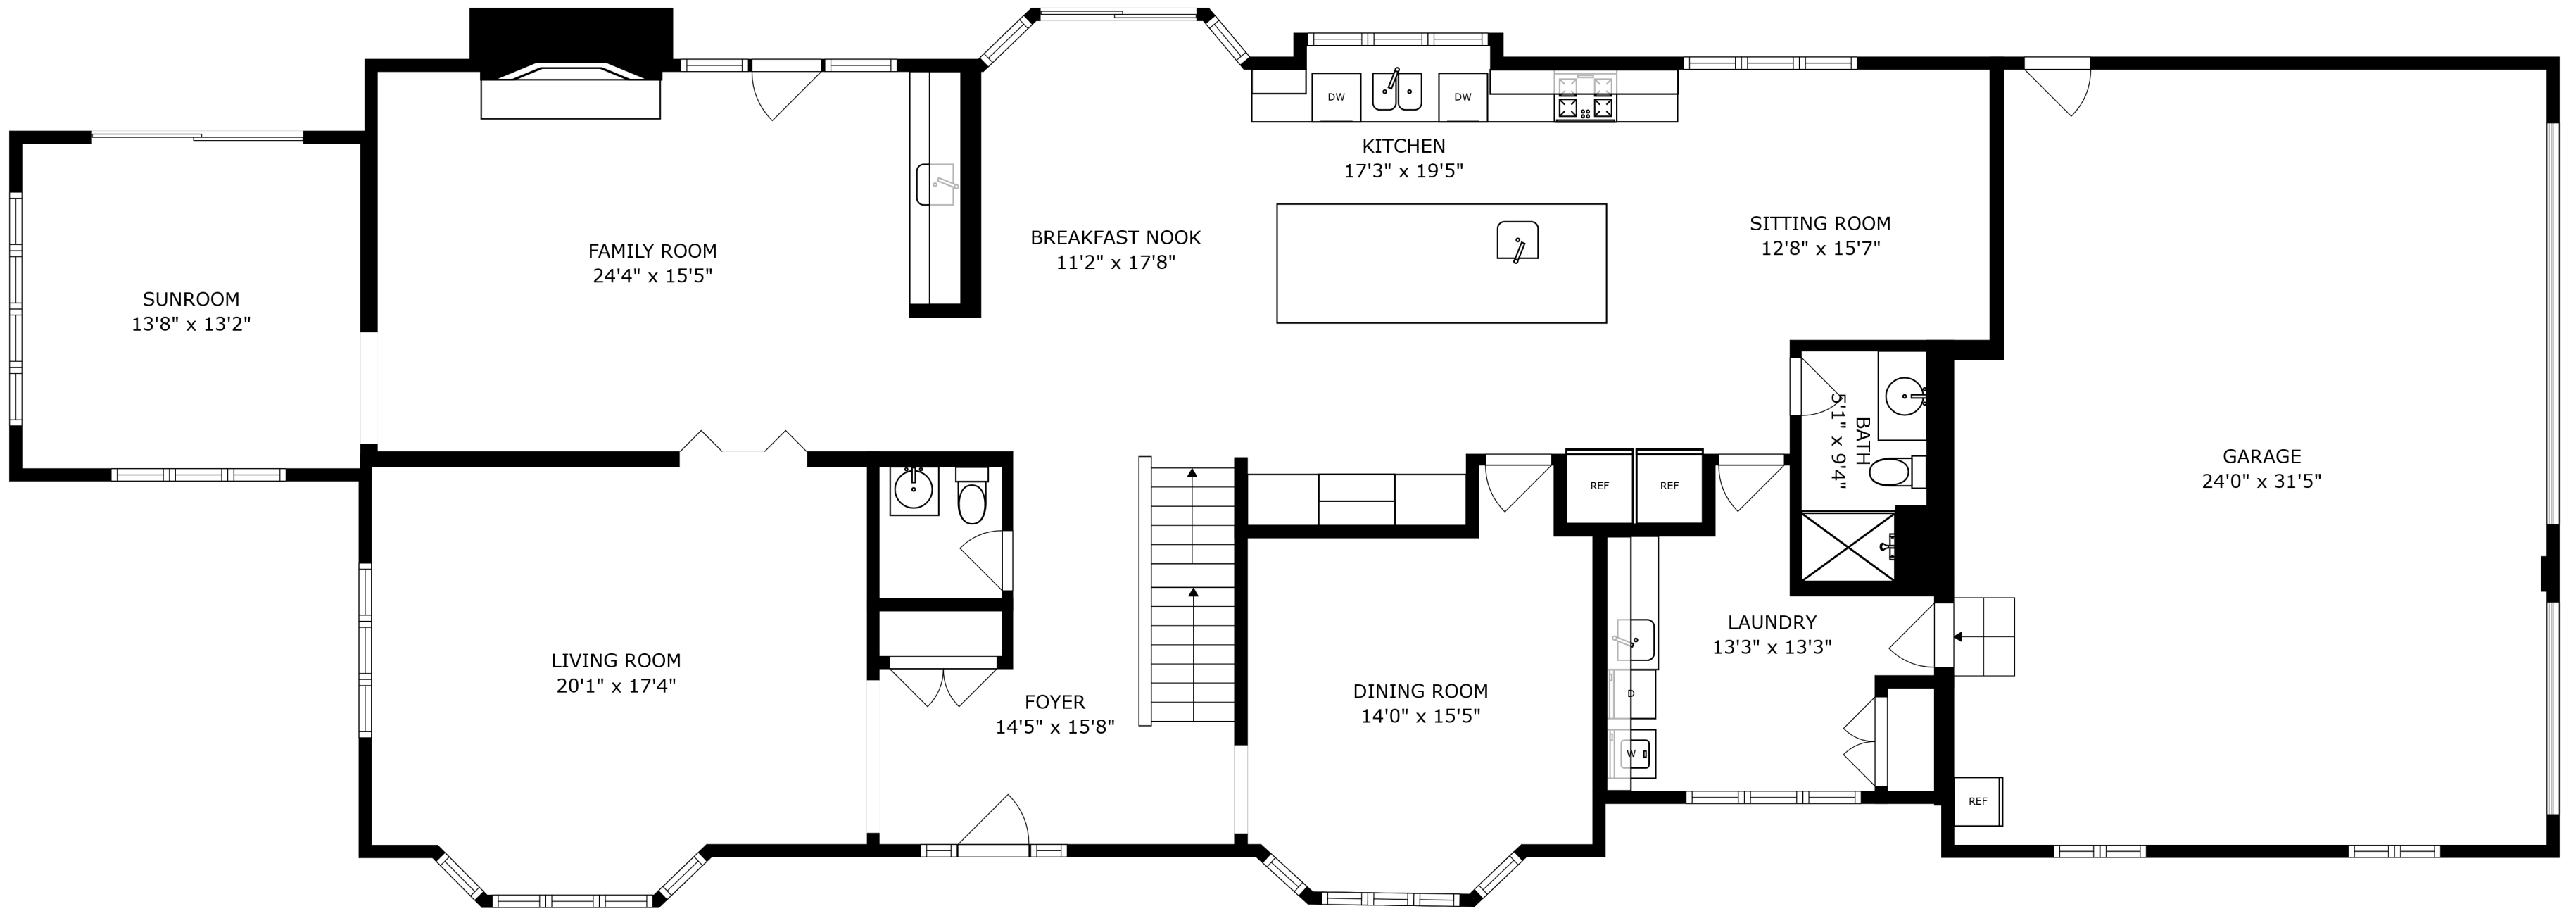 DW
DW
KITCHEN
17'3" x 19'5"
SITTING ROOM
12'8" x 15'7"
BREAKFAST NOOK
11'2" x 17'8"
FAMILY ROOM
24'4" x 15'5"
SUNROOM
13'8" x 13'2"
BATH
5'1" x 9'4"
GARAGE
24'0" x 31'5"
REF
REF
LAUNDRY
13'3" x 13'3"
LIVING ROOM
20'1" x 17'4"
DINING ROOM
14'0" x 15'5"
FOYER
14'5" x 15'8"
D
W
REF